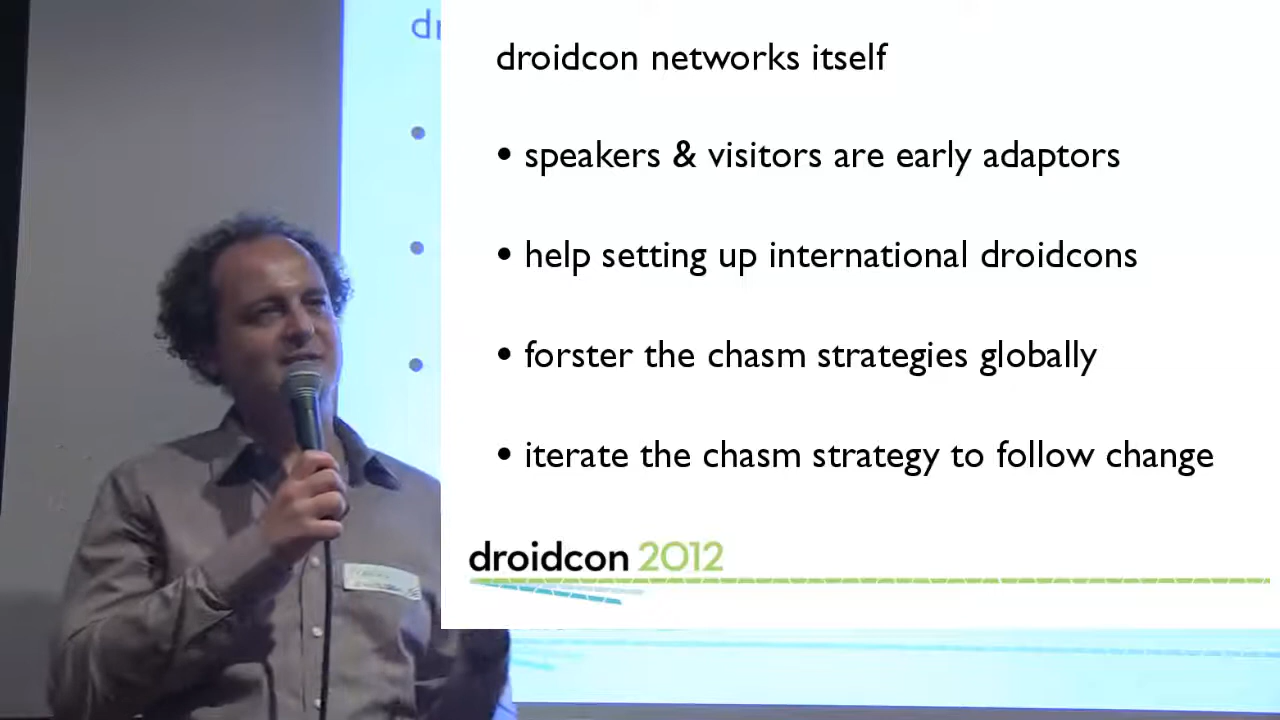 dr
droidcon networks itself
• speakers & visitors are early adaptors
• help setting up international droidcons
• forster the chasm strategies globally
• iterate the chasm strategy to follow change
droidcon 2012